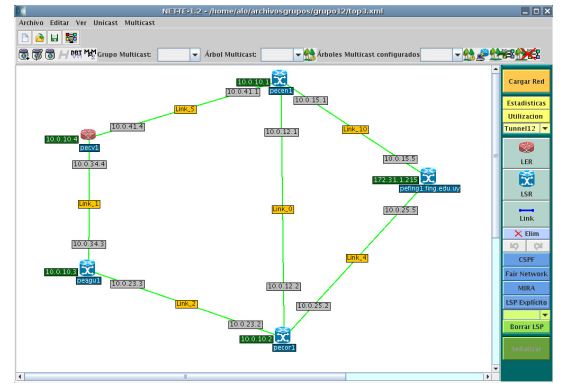 NET-TE-1.2 - /home/alo/archivosgrupos/grupo12/top3.xml
Archivo Editar Ver Unicast Multicast
Grupo Multicast: Árbol Multicast: Árboles Multicast configurados
Cargar Red
Estadisticas
Utilizacion
Tunnel12
LER
LSR
Link
Elim
CSPF
Fair Network
MIRA
LSP Explícito
Borrar LSP
Señalizar
10.0.10.1
pecen1
10.0.41.1
10.0.15.1
Link_5
10.0.41.4
10.0.12.1
Link_10
10.0.10.4
pecv1
10.0.34.4
10.0.15.5
172.31.1.215
pefing1.fing.edu.uy
Link_1
Link_0
10.0.25.5
10.0.34.3
Link_4
10.0.10.3
peagu1
10.0.23.3
10.0.12.2
Link_2
10.0.25.2
10.0.23.2
10.0.10.2
pecor1